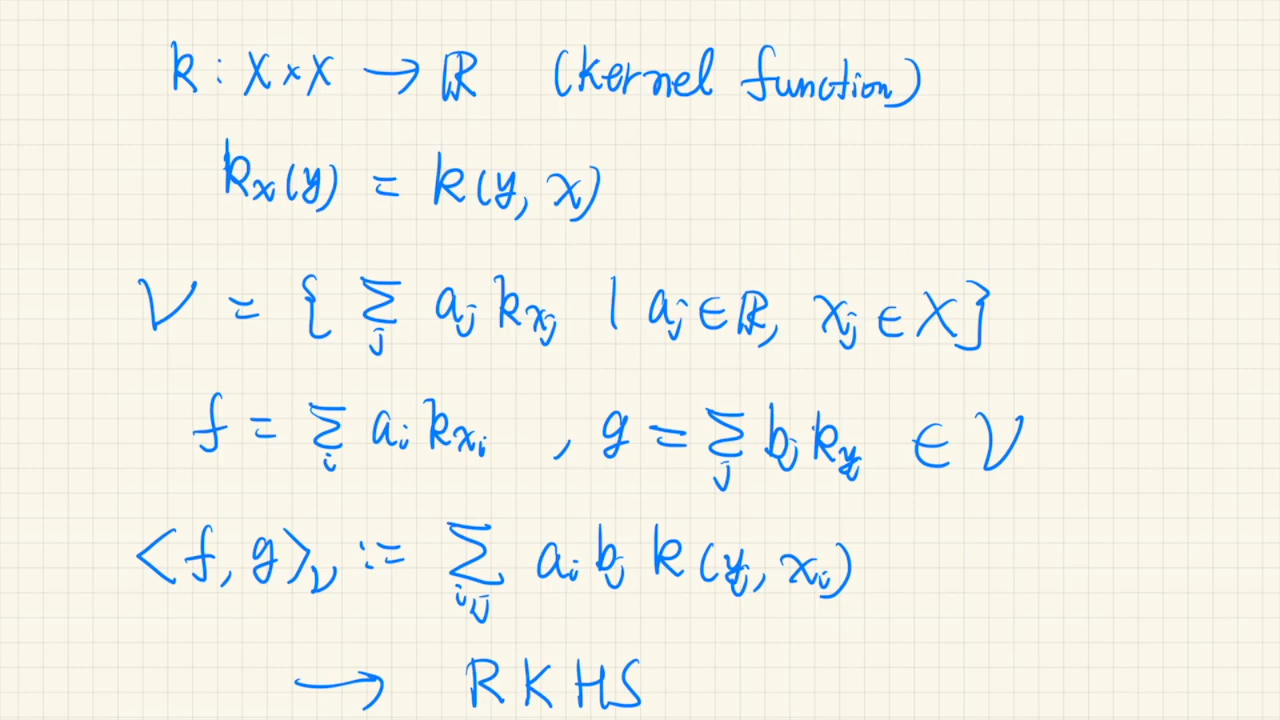 k : X × X → ℝ (kernel function)
kₓ(y) = k(y, x)
V = { Σ_j a_j k_{x_j} | a_j ∈ ℝ, x_j ∈ X }
f = Σ_i a_i k_{x_i} , g = Σ_j b_j k_{y_j} ∈ V
<f, g>_V := Σ_{i,j} a_i b_j k(y_j, x_i)
→ RKHS